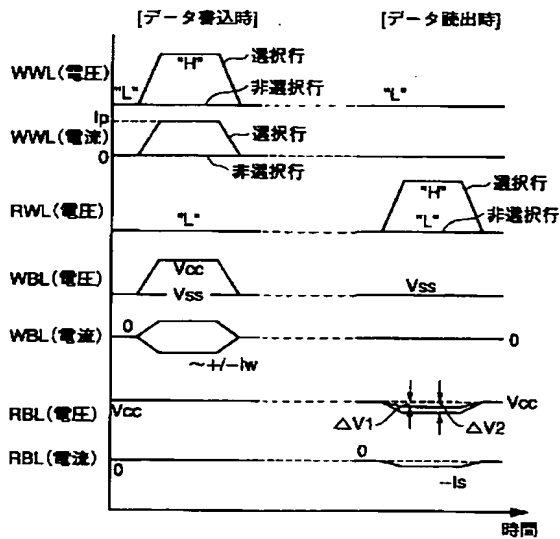 [データ書込時] [データ読出時]
選択行
WWL(電圧) "H"
"L" 非選択行 "L"
Ip
WWL(電流) 選択行
0
非選択行
選択行
RWL(電圧) "L" "H"
"L" 非選択行
WBL(電圧) Vcc
Vss Vss
WBL(電流) 0 0
~+/-Iw
RBL(電圧) Vcc Vcc
△V1 △V2
RBL(電流) 0 0
-Is
時間